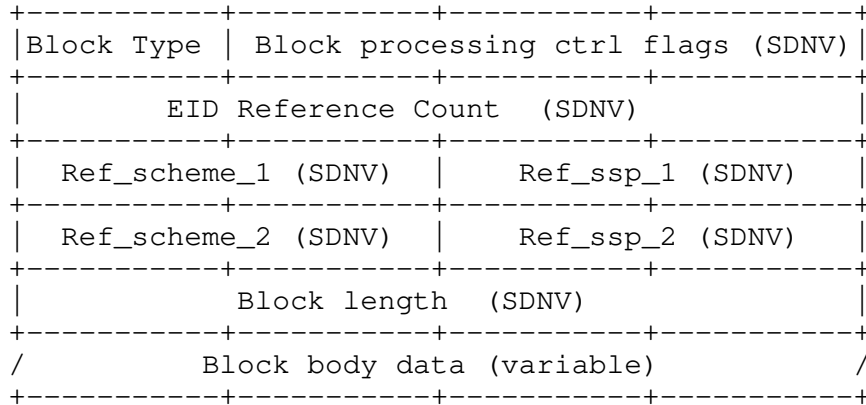 +-----------+-----------+-----------+-----------+
|Block Type | Block processing ctrl flags (SDNV)|
+-----------+-----------+-----------+-----------+
|        EID Reference Count  (SDNV)            |
+-----------+-----------+-----------+-----------+
|  Ref_scheme_1 (SDNV)  |    Ref_ssp_1 (SDNV)   |
+-----------+-----------+-----------+-----------+
|  Ref_scheme_2 (SDNV)  |    Ref_ssp_2 (SDNV)   |
+-----------+-----------+-----------+-----------+
|            Block length  (SDNV)               |
+-----------+-----------+-----------+-----------+
/          Block body data (variable)           /
+-----------+-----------+-----------+-----------+